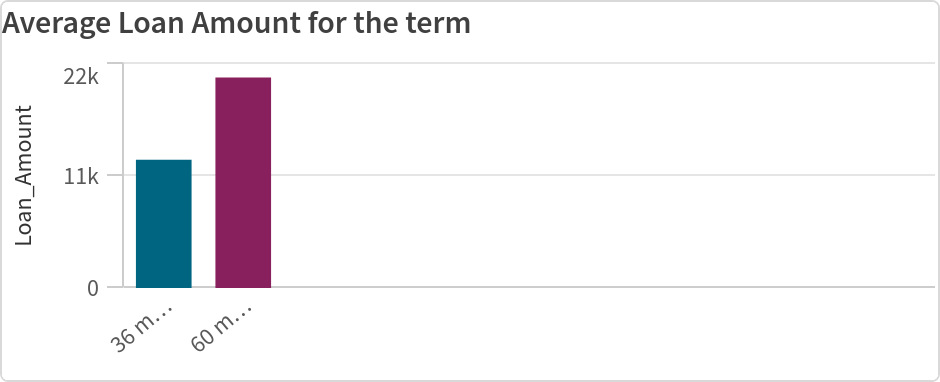 Average Loan Amount for the term
Loan_Amount
22k
11k
0
36 m…
60 m…